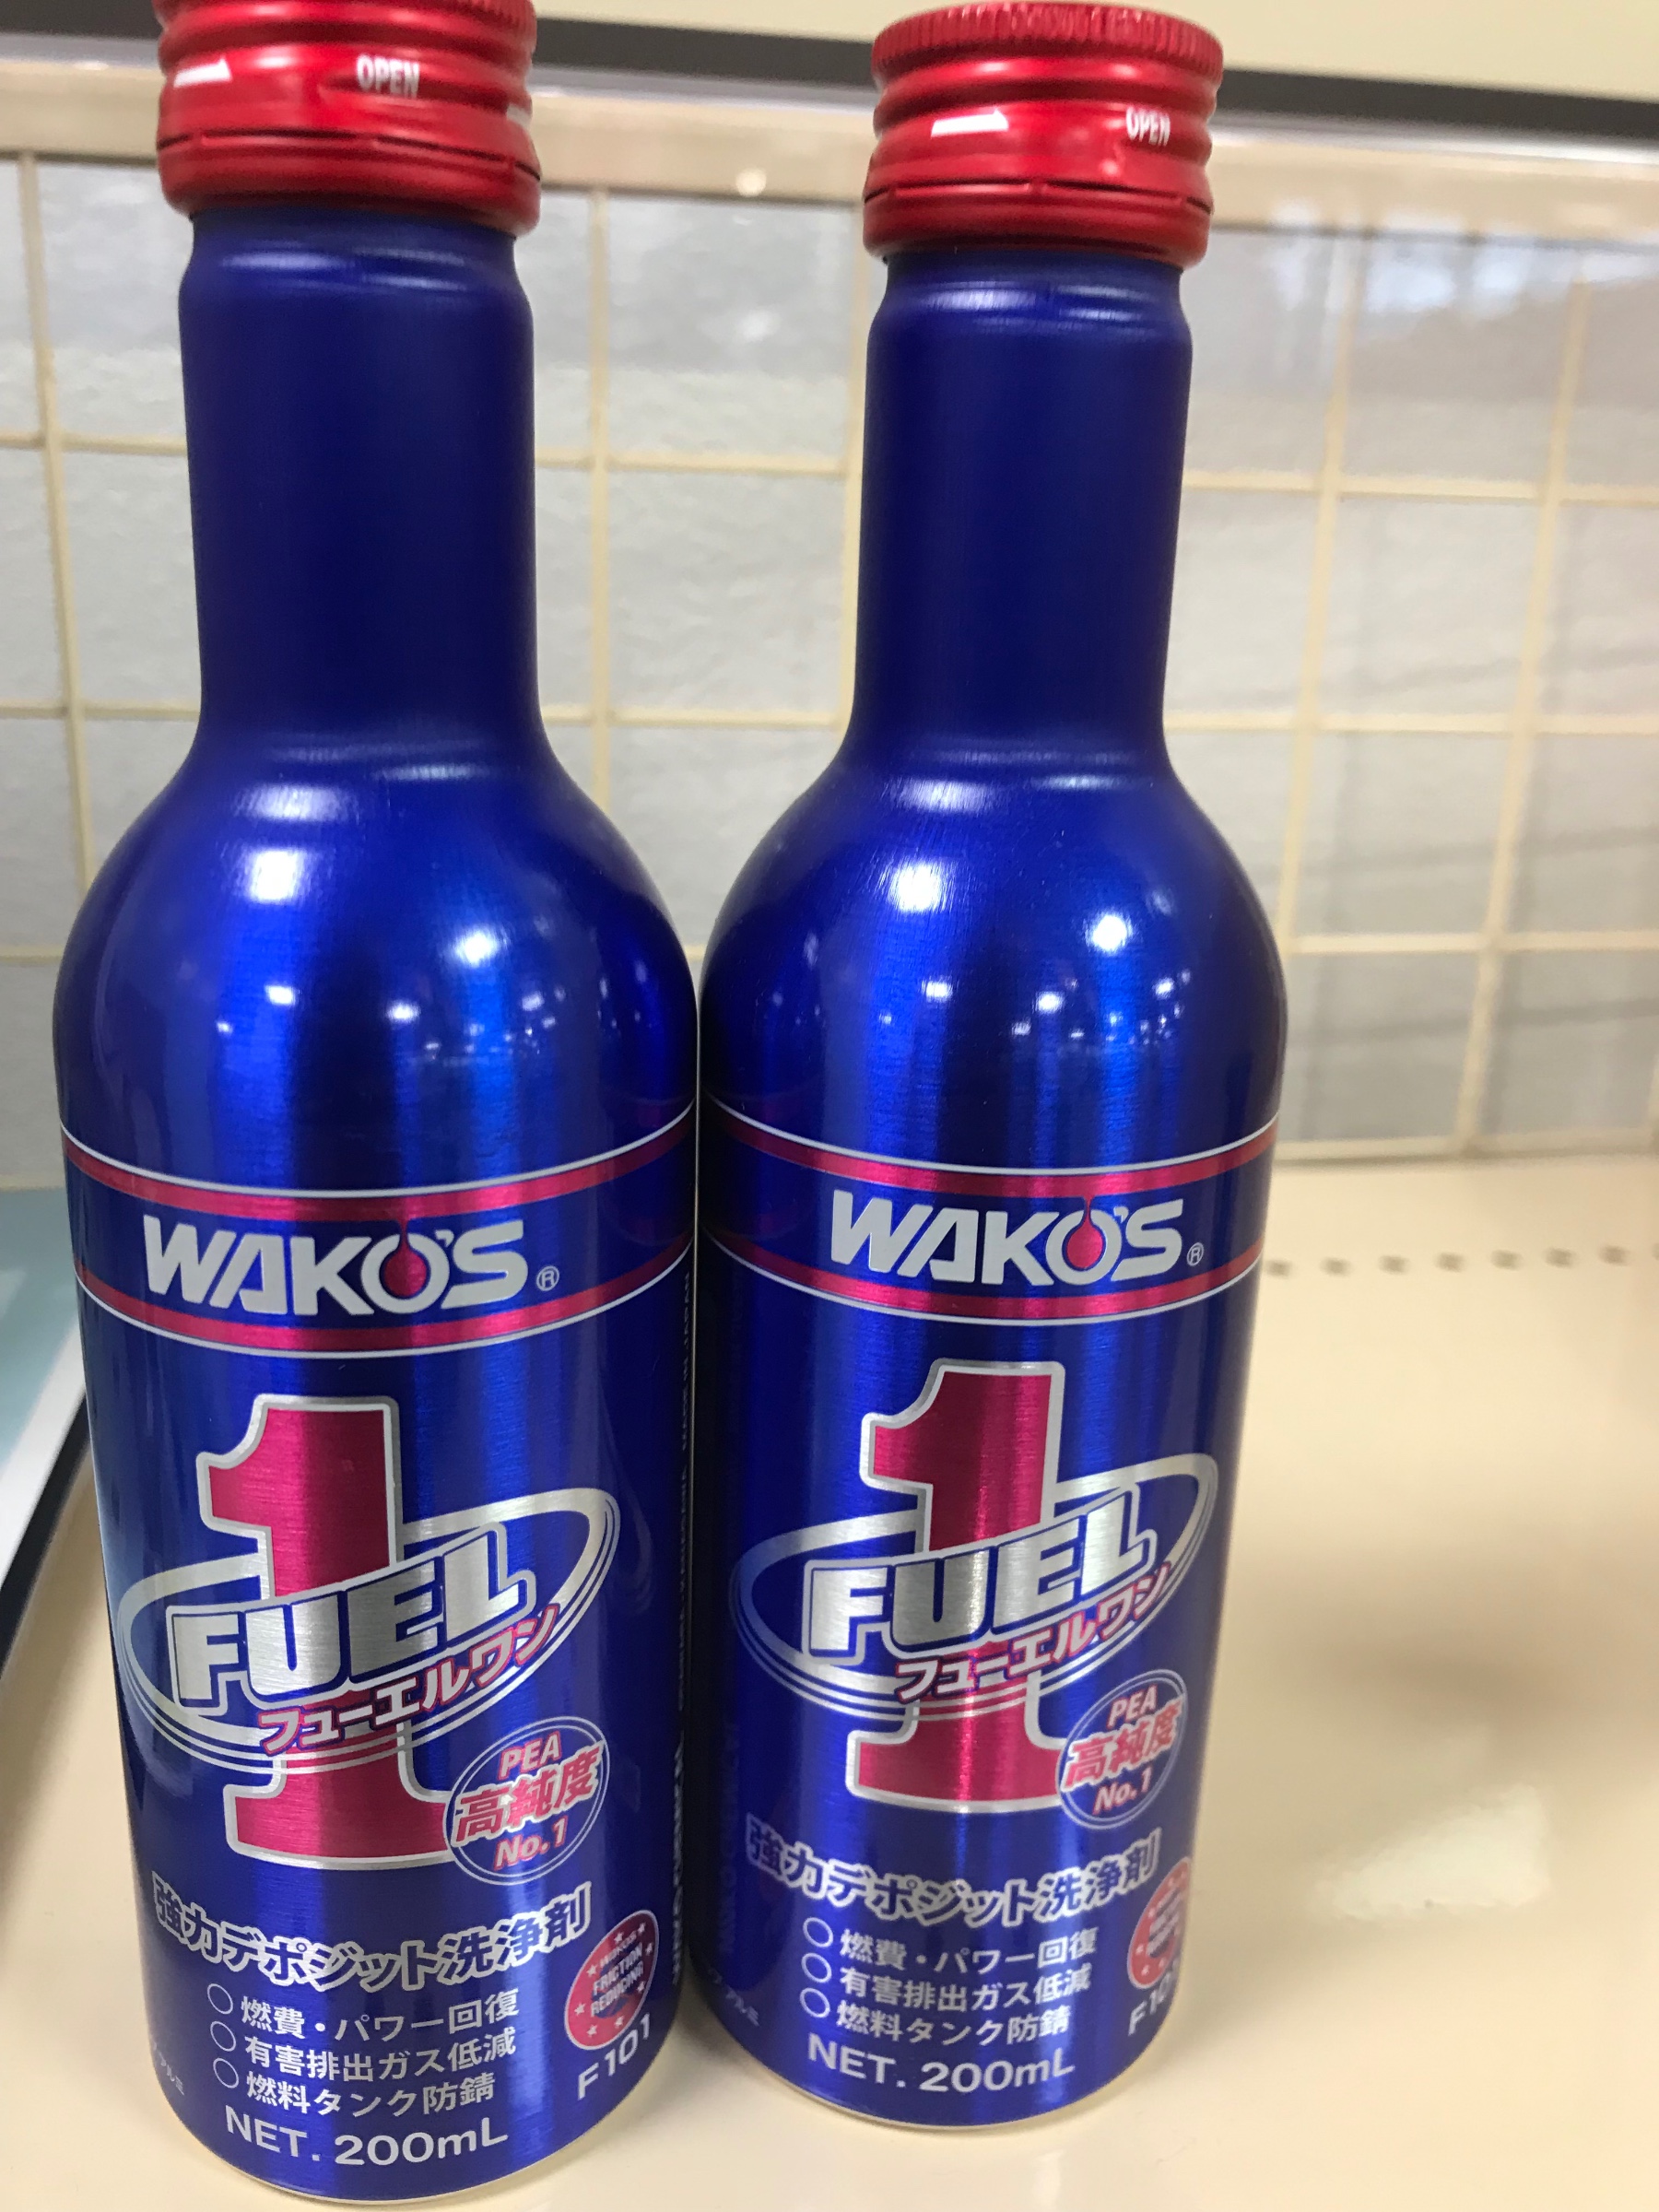 OPEN
WAKO'S®
1
FUEL
フューエルワン
PEA
高純度
No.1
強力デポジット洗浄剤
○燃費・パワー回復
○有害排出ガス低減
○燃料タンク防錆
NET. 200mL
WAKO'S
FRICTION
REDUCING
F101
OPEN
WAKO'S®
1
FUEL
フューエルワン
PEA
高純度
No.1
強力デポジット洗浄剤
○燃費・パワー回復
○有害排出ガス低減
○燃料タンク防錆
NET. 200mL